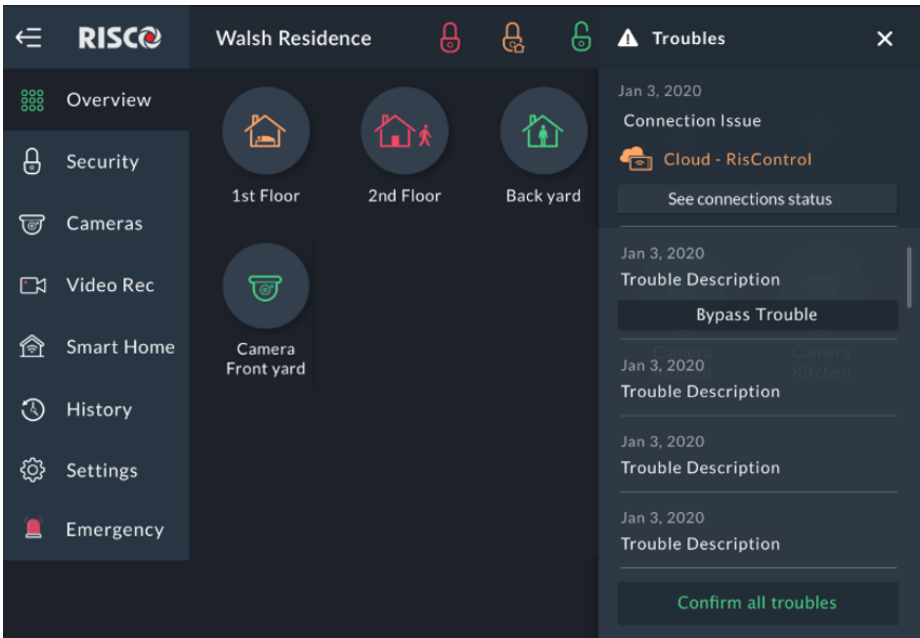 RISCO
Overview
Security
Cameras
Video Rec
Smart Home
History
Settings
Emergency
Walsh Residence
1st Floor
2nd Floor
Back yard
Camera
Front yard
Troubles
Jan 3, 2020
Connection Issue
Cloud - RisControl
See connections status
Jan 3, 2020
Trouble Description
Bypass Trouble
Jan 3, 2020
Trouble Description
Jan 3, 2020
Trouble Description
Jan 3, 2020
Trouble Description
Confirm all troubles
Camera
Camera
Kitchen